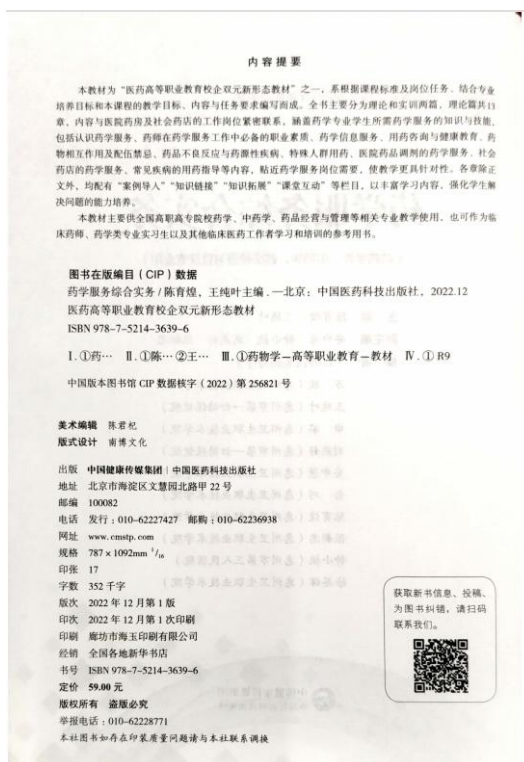 内容提要
本教材为“医药高等职业教育校企双元新形态教材”之一，系根据课程标准及岗位任务、结合专业
培养目标和本课程的教学目标、内容与任务要求编写而成。全书主要分为理论和实训两篇，理论篇共13
章，内容与医院药房及社会药店的工作岗位紧密联系，涵盖药学专业学生所需药学服务的知识与技能，
包括认识药学服务、药师在药学服务工作中必备的职业素质、药学信息服务、用药咨询与健康教育、药
物相互作用及配伍禁忌、药品不良反应与药源性疾病、特殊人群用药、医院药品调剂的药学服务、社会
药店的药学服务、常见疾病的用药指导等内容，贴近药学服务岗位需要，使教学更具针对性。各章除正
文外，均配有“案例导入”“知识链接”“知识拓展”“课堂互动”等栏目，以丰富学习内容，强化学生解
决问题的能力培养。
本教材主要供全国高职高专院校药学、中药学、药品经营与管理等相关专业教学使用，也可作为临
床药师、药学类专业实习生以及其他临床医药工作者学习和培训的参考用书。
图书在版编目（CIP）数据
药学服务综合实务/陈育煌，王纯叶主编．—北京：中国医药科技出版社，2022.12
医药高等职业教育校企双元新形态教材
ISBN 978-7-5214-3639-6
Ⅰ.①药… Ⅱ.①陈…②王… Ⅲ.①药物学—高等职业教育—教材 Ⅳ.①R9
中国版本图书馆CIP数据核字（2022）第256821号
美术编辑 陈君杞
版式设计 南博文化
出版 中国健康传媒集团｜中国医药科技出版社
地址 北京市海淀区文慧园北路甲22号
邮编 100082
电话 发行：010-62227427 邮购：010-62236938
网址 www.cmstp.com
规格 787×1092mm 1/16
印张 17
字数 352千字
版次 2022年12月第1版
印次 2022年12月第1次印刷
印刷 廊坊市海玉印刷有限公司
经销 全国各地新华书店
书号 ISBN 978-7-5214-3639-6
定价 59.00元
版权所有 盗版必究
举报电话：010-62228771
本社图书如存在印装质量问题请与本社联系调换
获取新书信息、投稿、
为图书纠错，请扫码
联系我们。